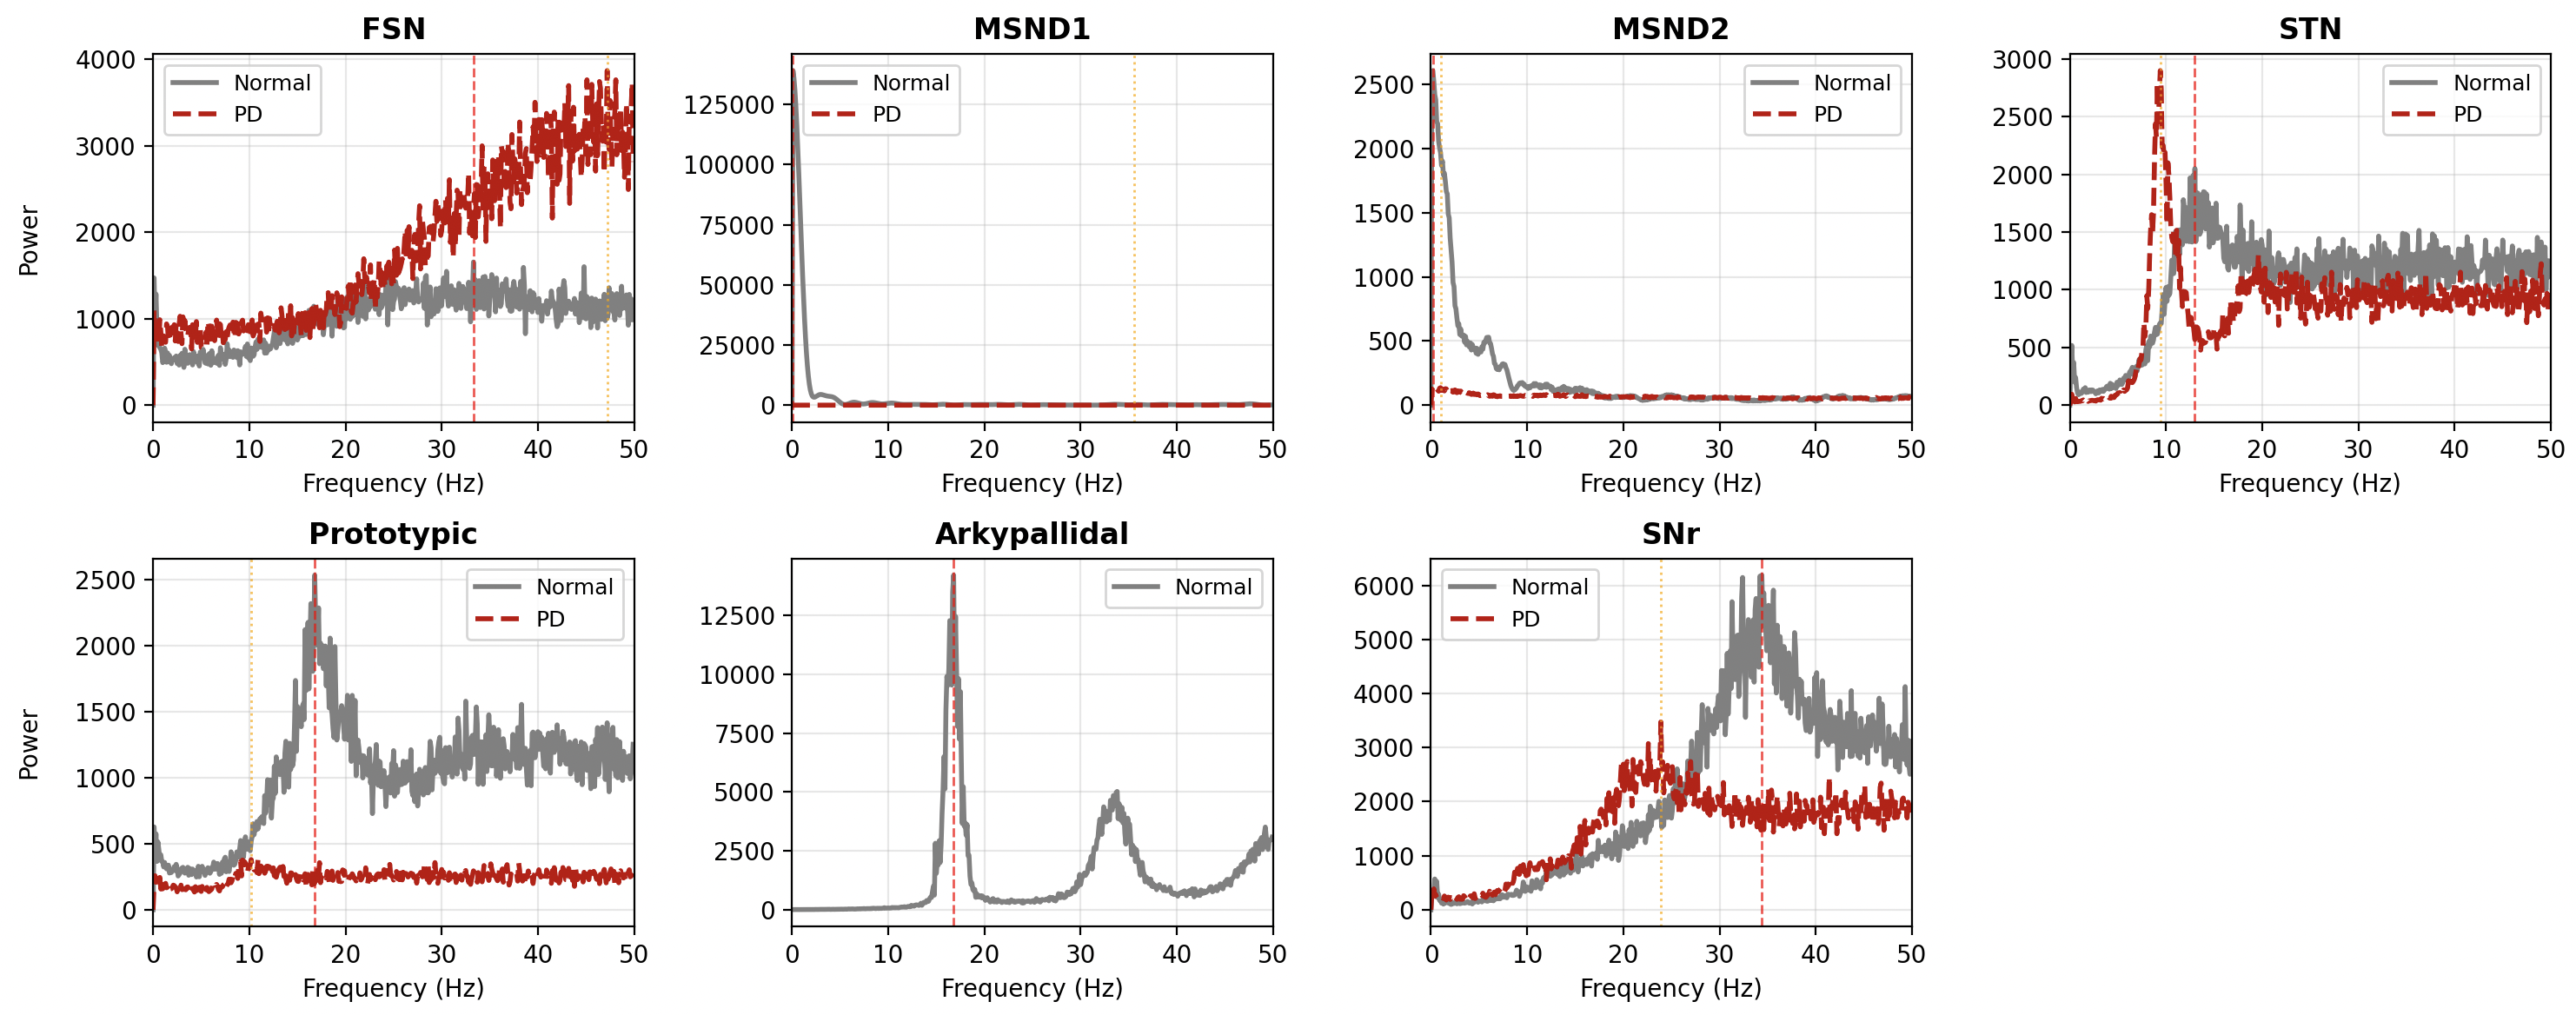 FSN
4000
3000
2000
1000
0
Power
0 10 20 30 40 50
Frequency (Hz)
Normal
PD
MSND1
125000
100000
75000
50000
25000
0
0 10 20 30 40 50
Frequency (Hz)
Normal
PD
MSND2
2500
2000
1500
1000
500
0
0 10 20 30 40 50
Frequency (Hz)
Normal
PD
STN
3000
2500
2000
1500
1000
500
0
0 10 20 30 40 50
Frequency (Hz)
Normal
PD
Prototypic
2500
2000
1500
1000
500
0
Power
0 10 20 30 40 50
Frequency (Hz)
Normal
PD
Arkypallidal
12500
10000
7500
5000
2500
0
0 10 20 30 40 50
Frequency (Hz)
Normal
SNr
6000
5000
4000
3000
2000
1000
0
0 10 20 30 40 50
Frequency (Hz)
Normal
PD